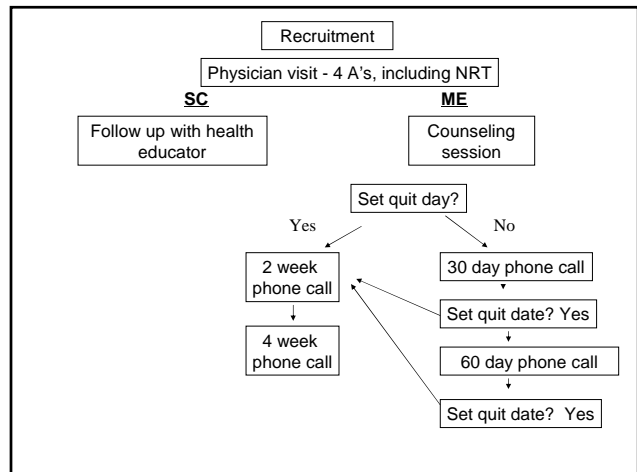 Recruitment
Physician visit - 4 A's, including NRT
SC
ME
Follow up with health
educator
Counseling
session
Set quit day?
Yes
No
2 week
phone call
30 day phone call
Set quit date? Yes
4 week
phone call
60 day phone call
Set quit date?  Yes